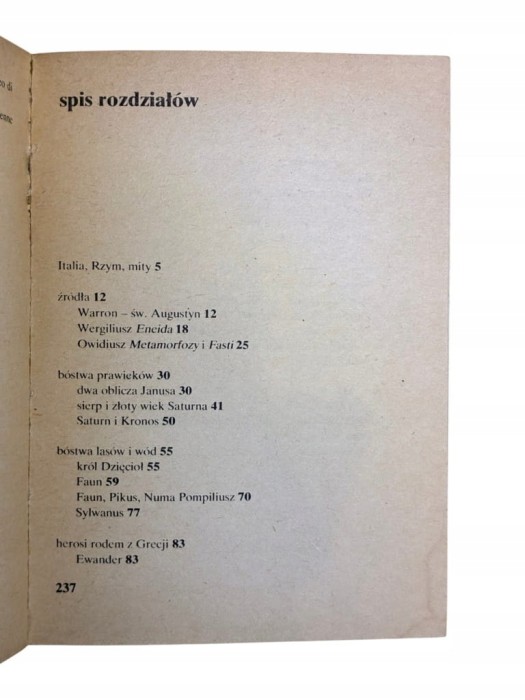 o di
enne
spis rozdziałów
Italia, Rzym, mity 5
źródła 12
Warron – św. Augustyn 12
Wergiliusz Eneida 18
Owidiusz Metamorfozy i Fasti 25
bóstwa prawieków 30
dwa oblicza Janusa 30
sierp i złoty wiek Saturna 41
Saturn i Kronos 50
bóstwa lasów i wód 55
król Dzięcioł 55
Faun 59
Faun, Pikus, Numa Pompiliusz 70
Sylwanus 77
herosi rodem z Grecji 83
Ewander 83
237